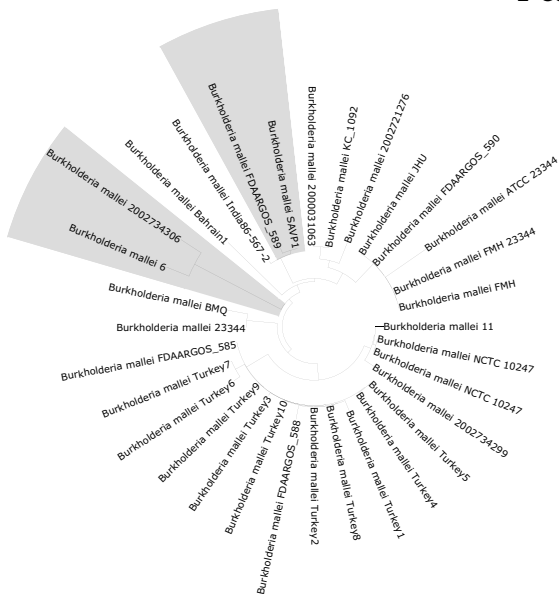 Burkholderia mallei 2000031063
Burkholderia mallei KC_1092
Burkholderia mallei 2002721276
Burkholderia mallei JHU
Burkholderia mallei FDAARGOS_590
Burkholderia mallei ATCC_23344
Burkholderia mallei FMH 23344
Burkholderia mallei FMH
Burkholderia mallei 11
Burkholderia mallei NCTC 10247
Burkholderia mallei NCTC 10247
Burkholderia mallei 2002734299
Burkholderia mallei Turkey5
Burkholderia mallei Turkey4
Burkholderia mallei Turkey1
Burkholderia mallei Turkey8
Burkholderia mallei Turkey2
Burkholderia mallei FDAARGOS_588
Burkholderia mallei Turkey10
Burkholderia mallei Turkey3
Burkholderia mallei Turkey9
Burkholderia mallei Turkey6
Burkholderia mallei Turkey7
Burkholderia mallei FDAARGOS_585
Burkholderia mallei 23344
Burkholderia mallei BMQ
Burkholderia mallei 6
Burkholderia mallei 2002734306
Burkholderia mallei Bahrain1
Burkholderia mallei India86-567-2
Burkholderia mallei FDAARGOS_589
Burkholderia mallei SAVP1